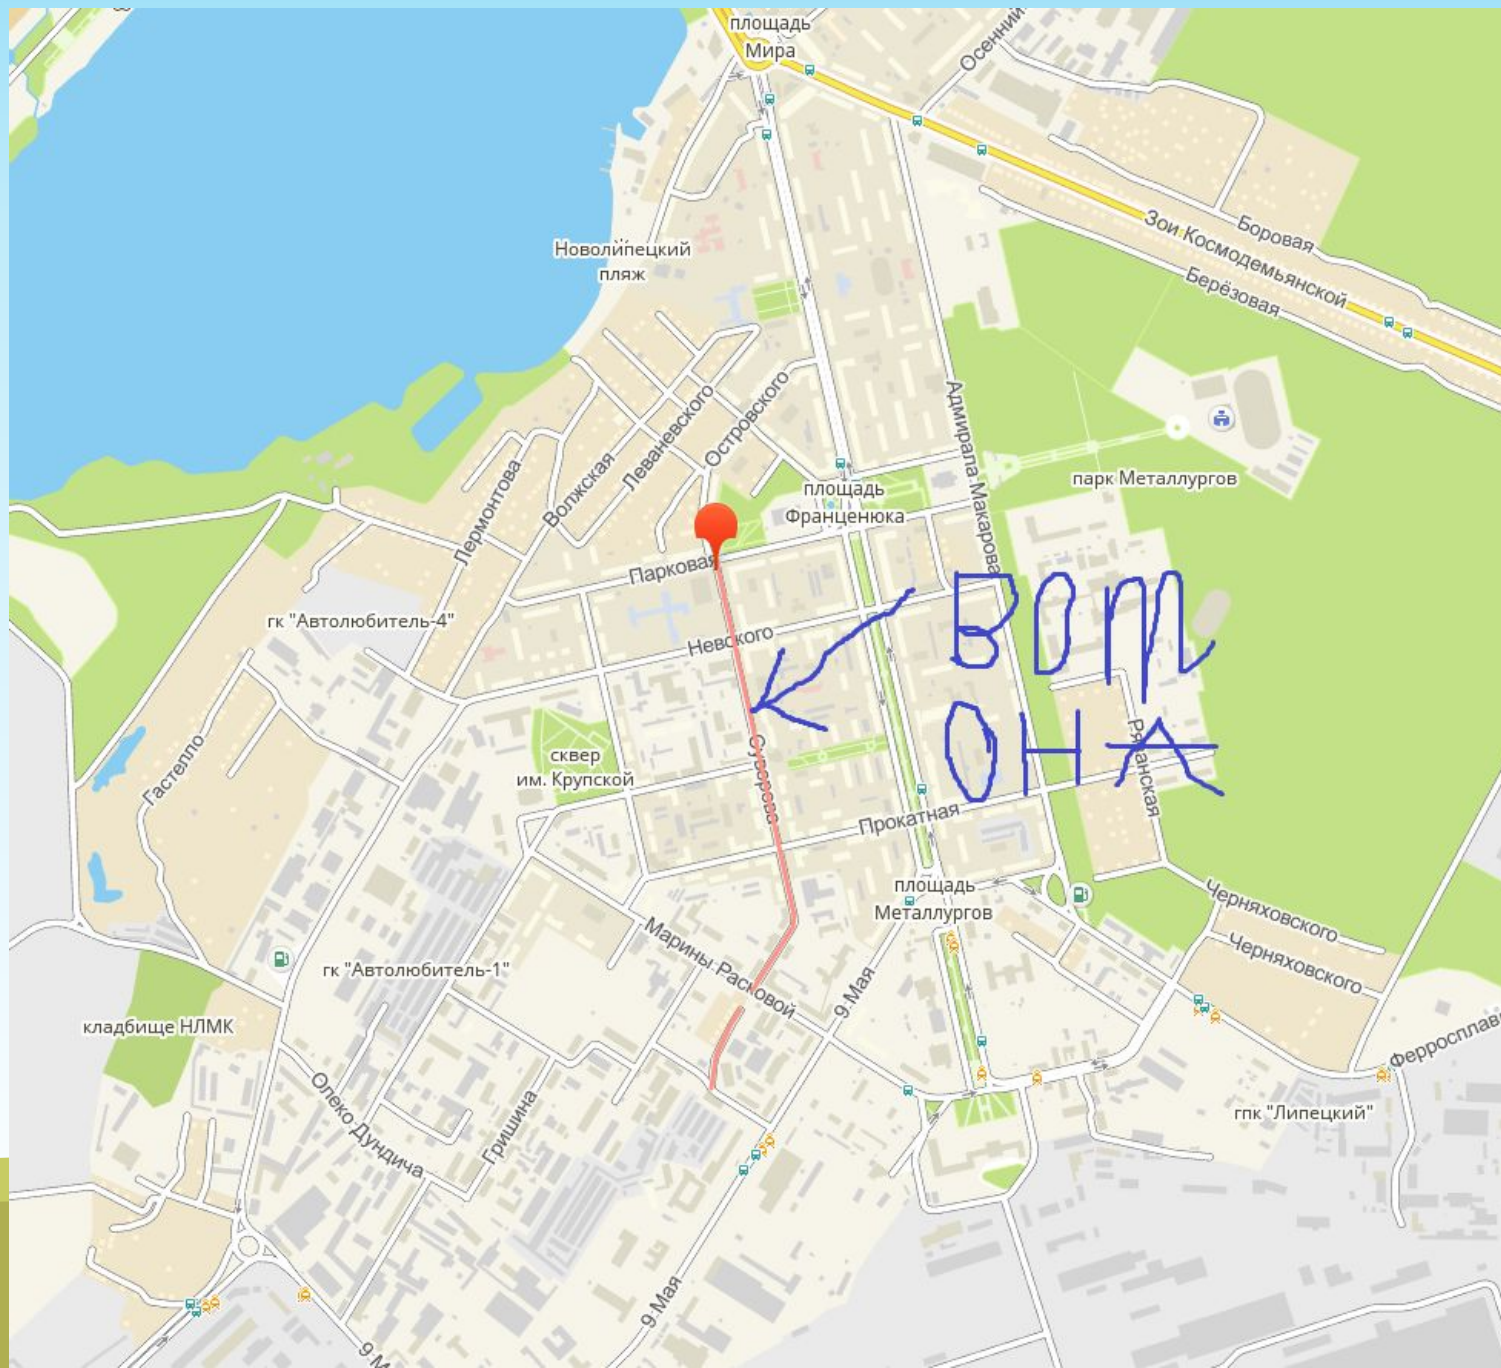 площадь
Мира
Осенний
Зои Космодемьянской
Боровая
Берёзовая
Новолипецкий
пляж
Адмирала Макарова
Островского
Леваневского
Волжская
Лермонтова
парк Металлургов
площадь
Франценюка
Парковая
гк "Автолюбитель-4"
Невского
ВОТ
ОНА
Гастелло
сквер
им. Крупской
Суворова
Рязанская
Прокатная
площадь
Металлургов
Черняховского
Черняховского
Марины Расковой
9 Мая
гк "Автолюбитель-1"
кладбище НЛМК
Олеко Дундича
Гришина
гпк "Липецкий"
9 Мая